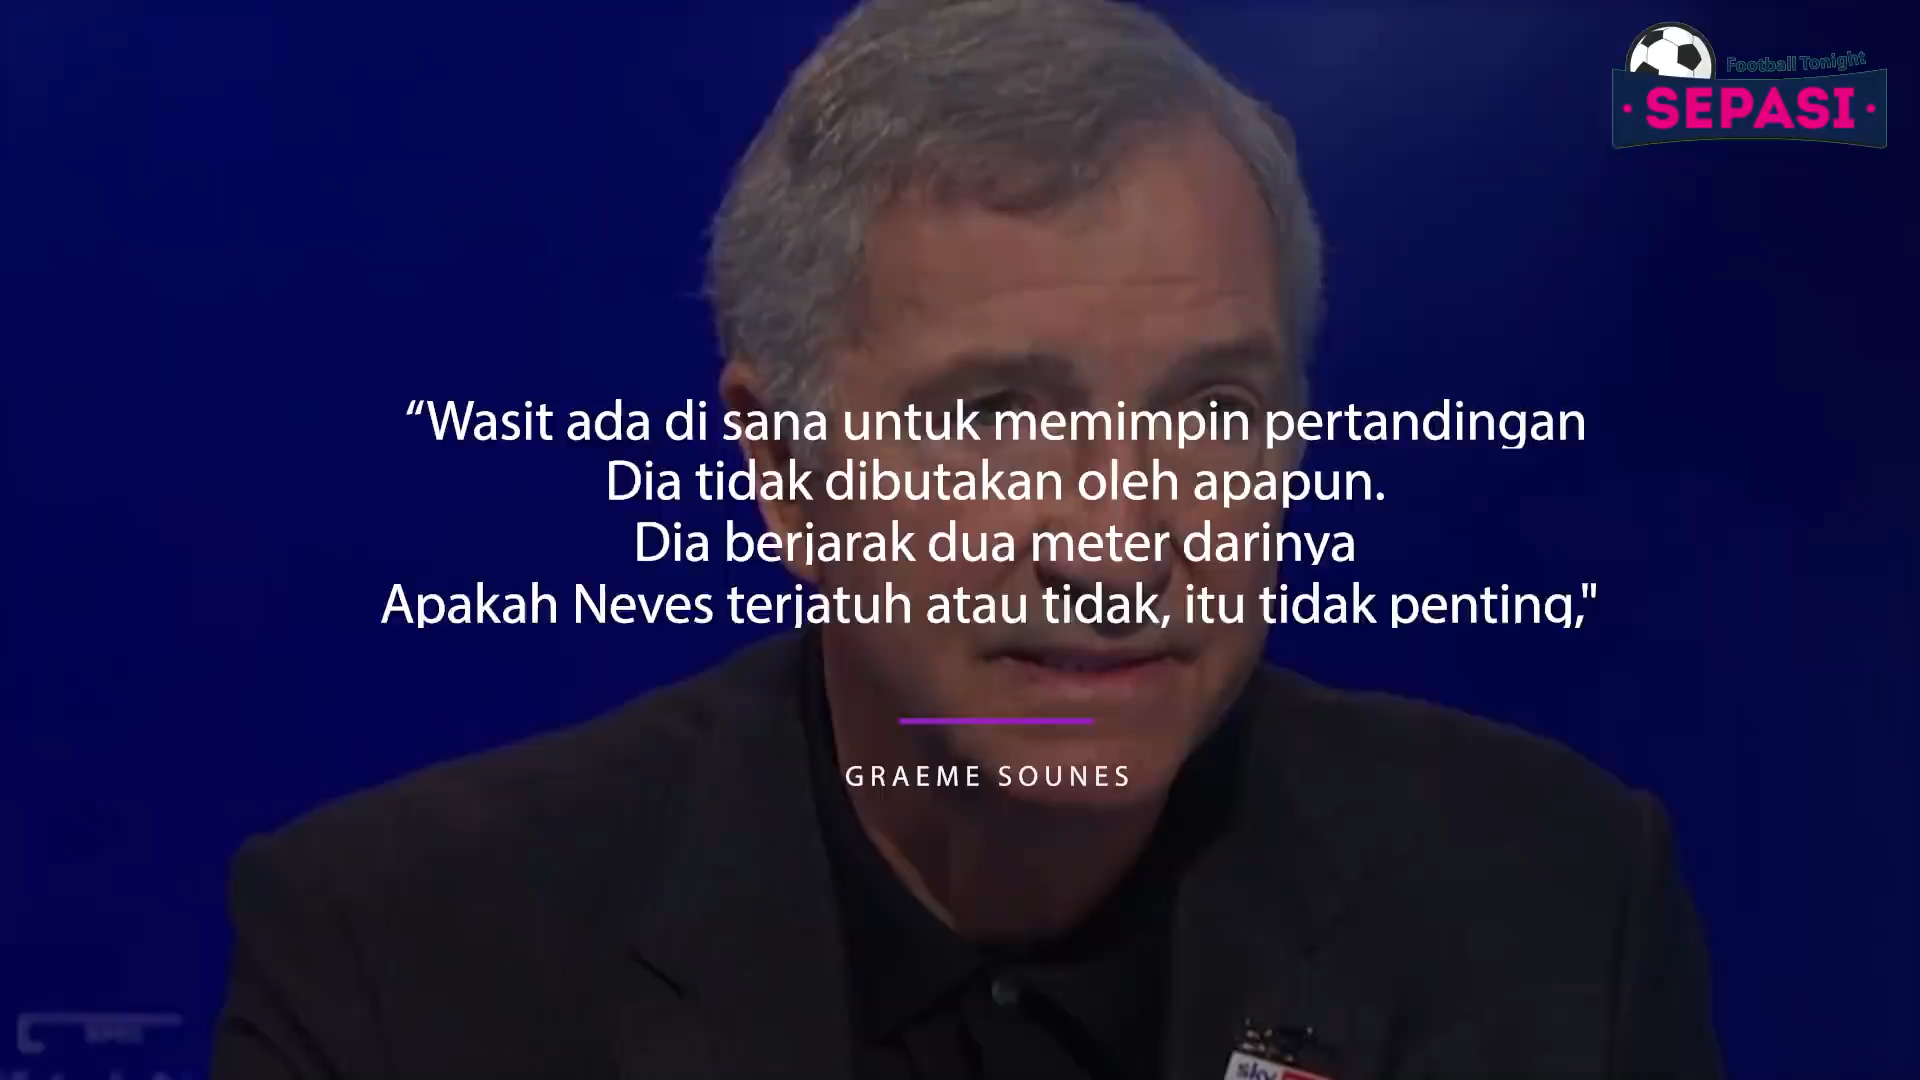 Football Tonight
SEPASI
“Wasit ada di sana untuk memimpin pertandingan
Dia tidak dibutakan oleh apapun.
Dia berjarak dua meter darinya
Apakah Neves terjatuh atau tidak, itu tidak penting,"
GRAEME SOUNES
sky